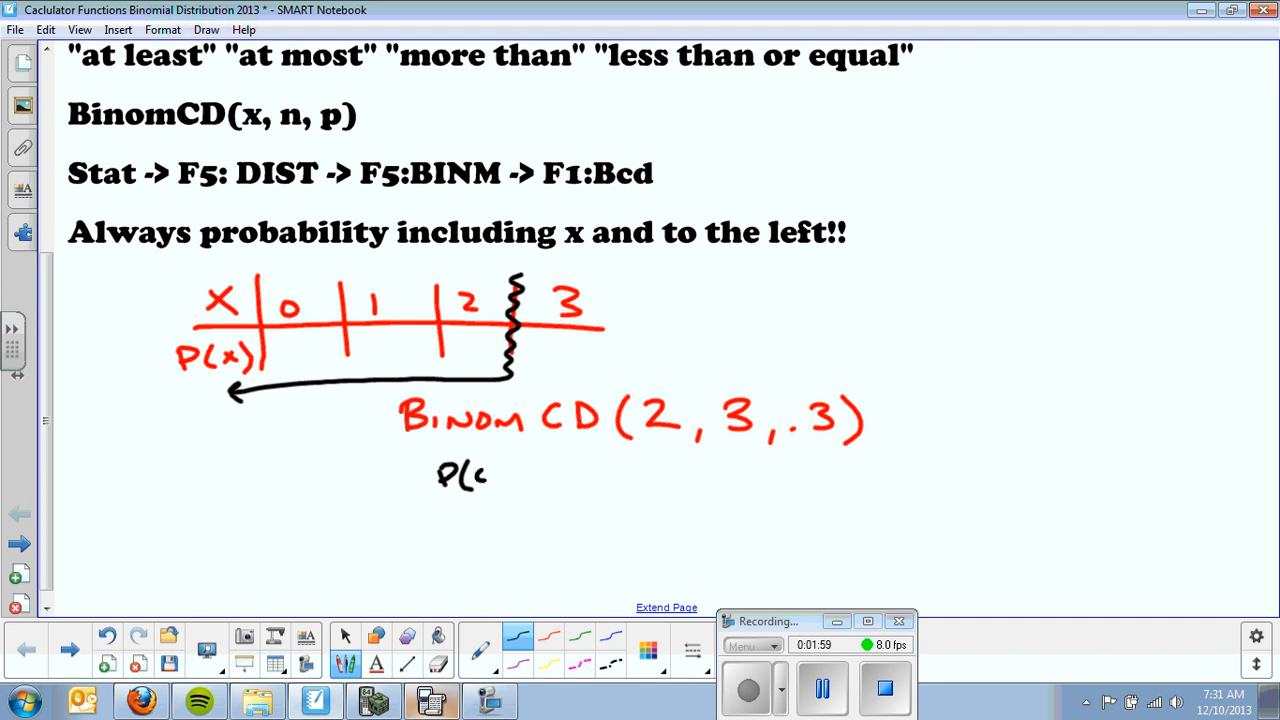 Caclulator Functions Binomial Distribution 2013 * - SMART Notebook
File Edit View Insert Format Draw Help
"at least" "at most" "more than" "less than or equal"
BinomCD(x, n, p)
Stat -> F5: DIST -> F5:BINM -> F1:Bcd
Always probability including x and to the left!!
X 0 1 2 3
P(x)
BINOM CD (2, 3, .3)
P(
Extend Page
Recording...
Menu 0:01:59 8.0 fps
7:31 AM
12/10/2013